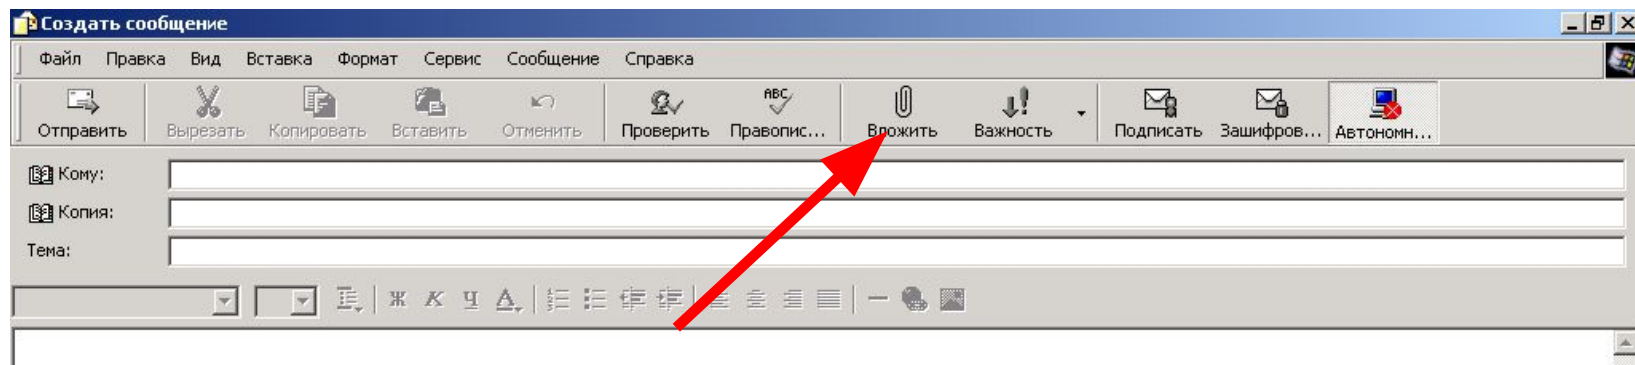 Создать сообщение
Файл Правка Вид Вставка Формат Сервис Сообщение Справка
ABC
Отправить Вырезать Копировать Вставить Отменить Проверить Правопис... Вложить Важность Подписать Зашифров... Автономн...
Кому:
Копия:
Тема:
Ж К Ч А